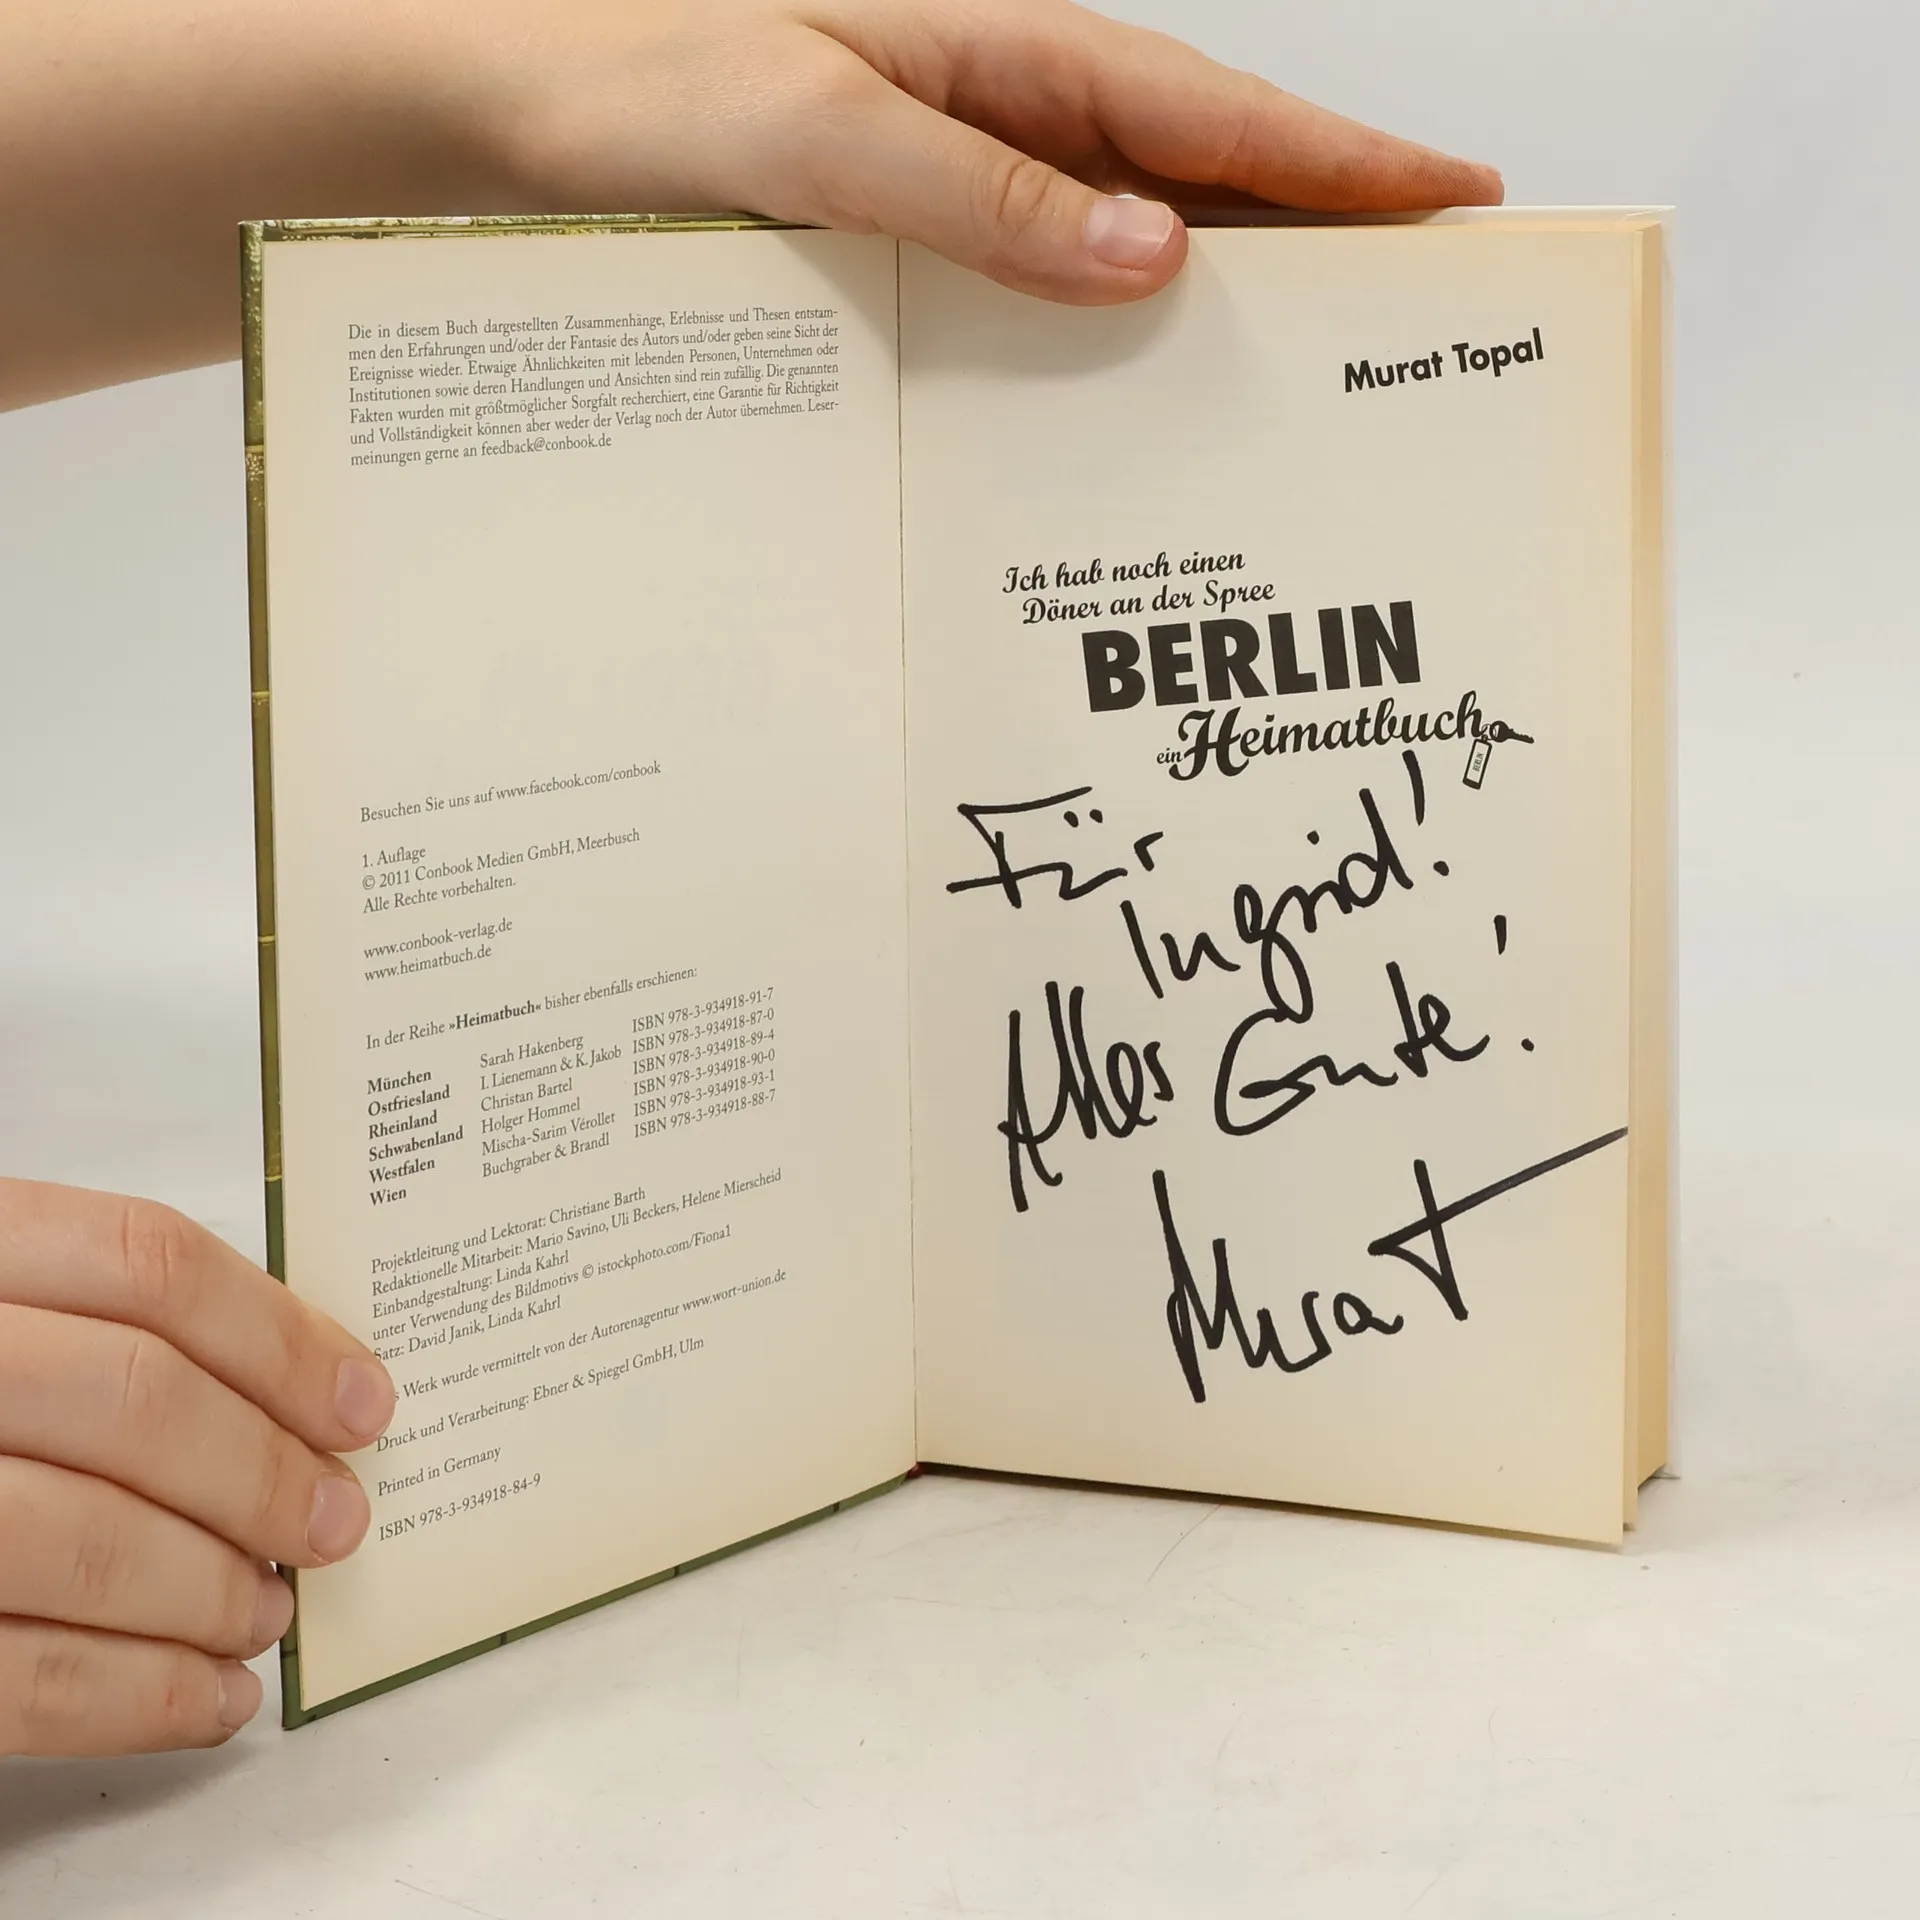 Die in diesem Buch dargestellten Zusammenhänge, Erlebnisse und Thesen entstam-
men den Erfahrungen und/oder der Fantasie des Autors und/oder geben seine Sicht der
Ereignisse wieder. Etwaige Ähnlichkeiten mit lebenden Personen, Unternehmen oder
Institutionen sowie deren Handlungen und Ansichten sind rein zufällig. Die genannten
Fakten wurden mit größtmöglicher Sorgfalt recherchiert, eine Garantie für Richtigkeit
und Vollständigkeit können aber weder der Verlag noch der Autor übernehmen. Leser-
meinungen gerne an feedback@conbook.de
Besuchen Sie uns auf www.facebook.com/conbook
1. Auflage
© 2011 Conbook Medien GmbH, Meerbusch
Alle Rechte vorbehalten.
www.conbook-verlag.de
www.heimatbuch.de
In der Reihe »Heimatbuch« bisher ebenfalls erschienen:
München Sarah Hakenberg ISBN 978-3-934918-91-7
Ostfriesland I. Lienemann & K. Jakob ISBN 978-3-934918-87-0
Rheinland Christan Bartel ISBN 978-3-934918-89-4
Schwabenland Holger Hommel ISBN 978-3-934918-90-0
Westfalen Mischa-Sarim Vérollet ISBN 978-3-934918-93-1
Wien Buchgraber & Brandl ISBN 978-3-934918-88-7
Projektleitung und Lektorat: Christiane Barth
Redaktionelle Mitarbeit: Mario Savino, Uli Beckers, Helene Mierscheid
Einbandgestaltung: Linda Kahrl
unter Verwendung des Bildmotivs © istockphoto.com/Fiona1
Satz: David Janik, Linda Kahrl
s Werk wurde vermittelt von der Autorenagentur www.wort-union.de
Druck und Verarbeitung: Ebner & Spiegel GmbH, Ulm
Printed in Germany
ISBN 978-3-934918-84-9
Murat Topal
Ich hab noch einen
Döner an der Spree
BERLIN
ein Heimatbuch
BERLIN
Für
Ingrid!
Alles Gute!
Murat